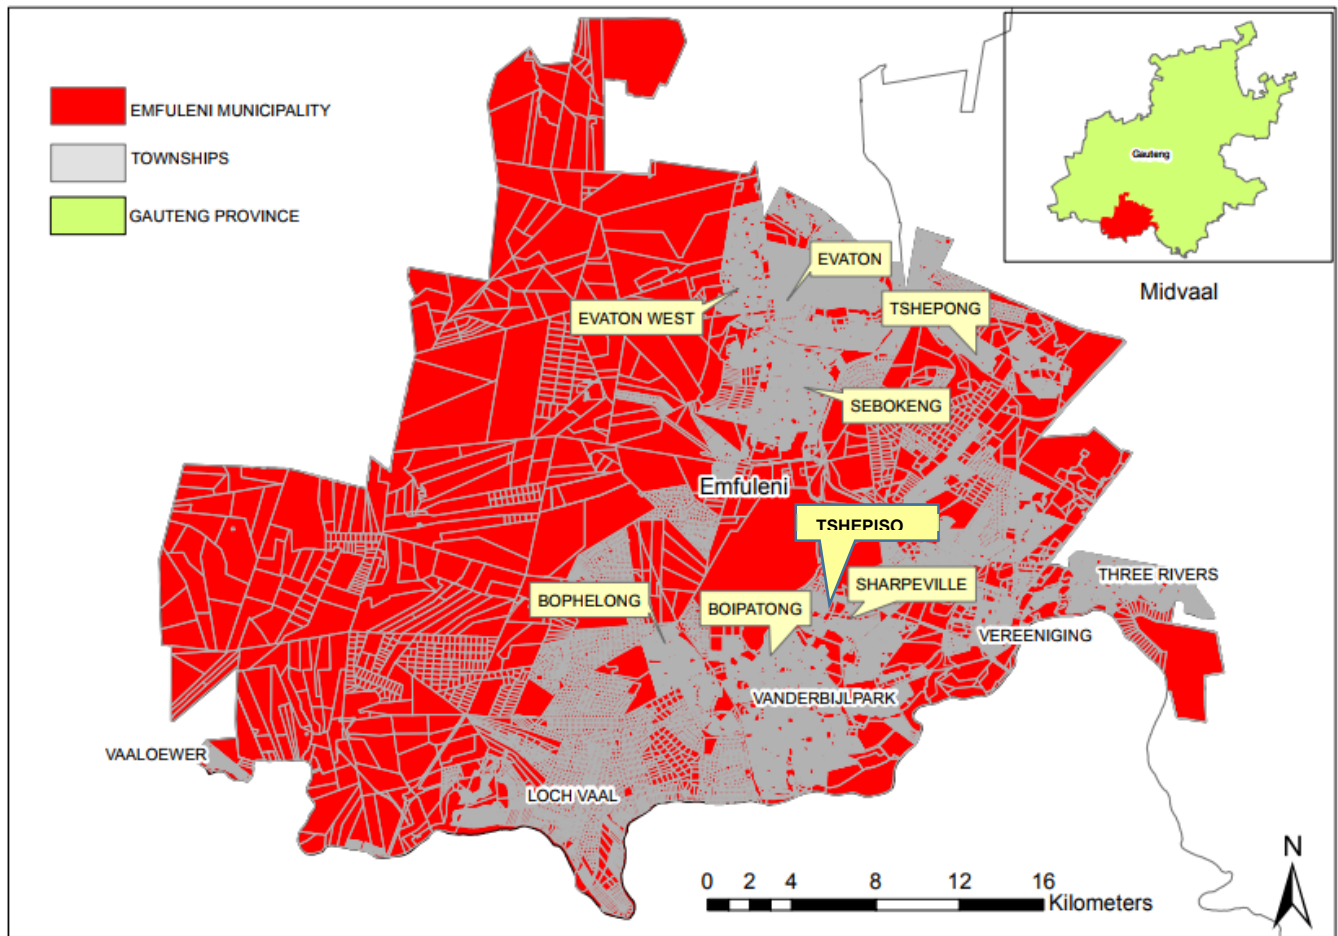 EMFULENI MUNICIPALITY
TOWNSHIPS
GAUTENG PROVINCE
Gauteng
Midvaal
EVATON
EVATON WEST
TSHEPONG
SEBOKENG
Emfuleni
TSHEPISO
SHARPEVILLE
BOPHELONG
BOIPATONG
THREE RIVERS
VEREENIGING
VANDERBIJLPARK
VAALOEWER
LOCH VAAL
N
0 2 4 8 12 16
Kilometers